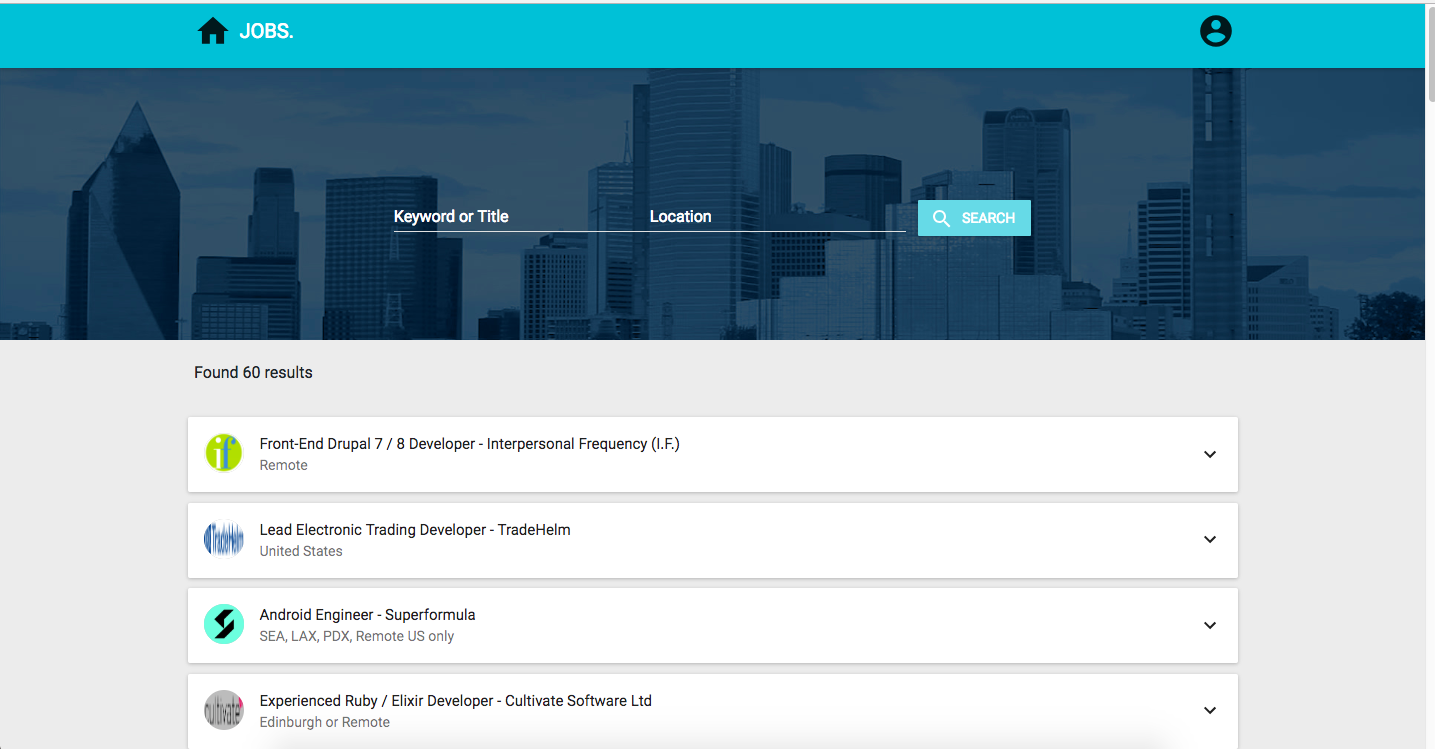 JOBS.
Keyword or Title
Location
SEARCH
Found 60 results
if
Front-End Drupal 7 / 8 Developer - Interpersonal Frequency (I.F.)
Remote
TradeHelm
Lead Electronic Trading Developer - TradeHelm
United States
Android Engineer - Superformula
SEA, LAX, PDX, Remote US only
cultivate
Experienced Ruby / Elixir Developer - Cultivate Software Ltd
Edinburgh or Remote